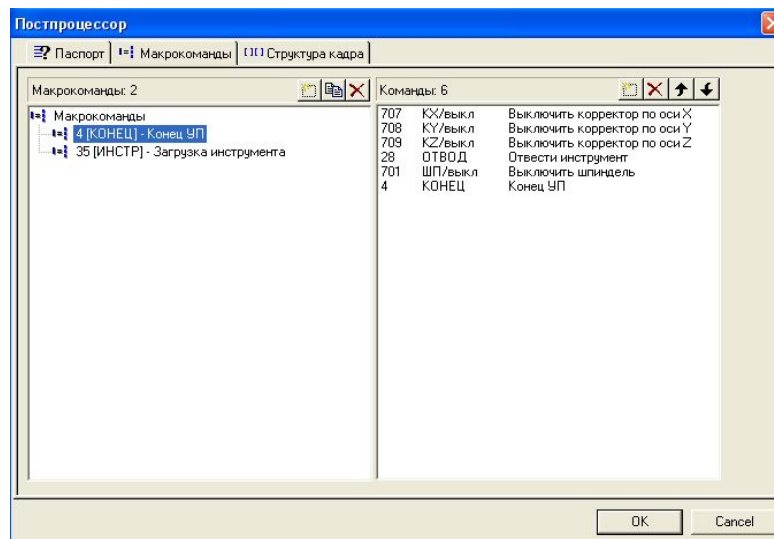 Постпроцессор
Паспорт Макрокоманды Структура кадра
Макрокоманды: 2
Макрокоманды
4 [КОНЕЦ] - Конец УП
35 [ИНСТР] - Загрузка инструмента
Команды: 6
707 КХ/выкл Выключить корректор по оси X
708 КY/выкл Выключить корректор по оси Y
709 КZ/выкл Выключить корректор по оси Z
28 ОТВОД Отвести инструмент
701 ШП/выкл Выключить шпиндель
4 КОНЕЦ Конец УП
OK Cancel